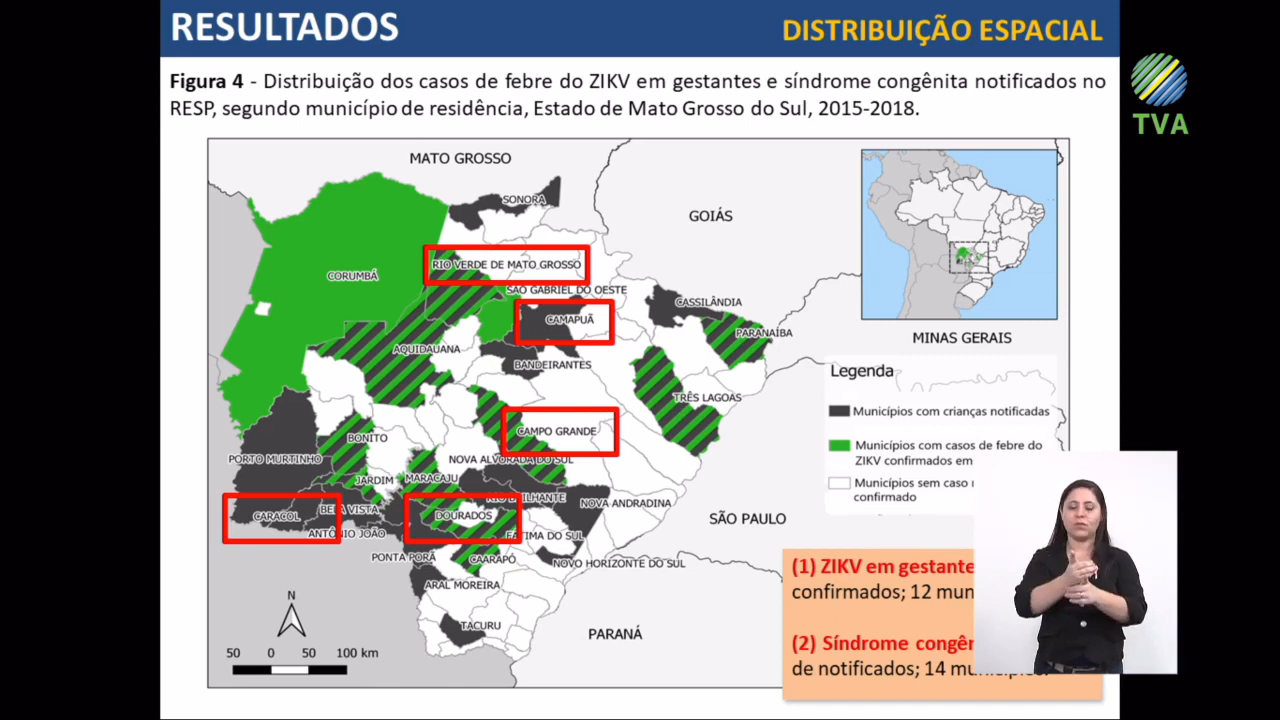 RESULTADOS
DISTRIBUIÇÃO ESPACIAL
TVA
Figura 4 - Distribuição dos casos de febre do ZIKV em gestantes e síndrome congênita notificados no
RESP, segundo município de residência, Estado de Mato Grosso do Sul, 2015-2018.
MATO GROSSO
SONORA
GOIÁS
CORUMBÁ
RIO VERDE DE MATO GROSSO
SÃO GABRIEL DO OESTE
CASSILÂNDIA
CAMAPUÃ
PARANAÍBA
MINAS GERAIS
AQUIDAUANA
BANDEIRANTES
TRÊS LAGOAS
CAMPO GRANDE
BONITO
PORTO MURTINHO
NOVA ALVORADA DO SUL
JARDIM
MARACAJU
RIO BRILHANTE
NOVA ANDRADINA
CARACOL
BELA VISTA
DOURADOS
SÃO PAULO
ANTÔNIO JOÃO
FÁTIMA DO SUL
PONTA PORÃ
CAARAPÓ
NOVO HORIZONTE DO SUL
ARAL MOREIRA
TACURU
PARANÁ
N
50 0 50 100 km
Legenda
Municípios com crianças notificadas
Municípios com casos de febre do
ZIKV confirmados em
Municípios sem caso
confirmado
(1) ZIKV em gestante
confirmados; 12 mun
(2) Síndrome congên
de notificados; 14 municípios.